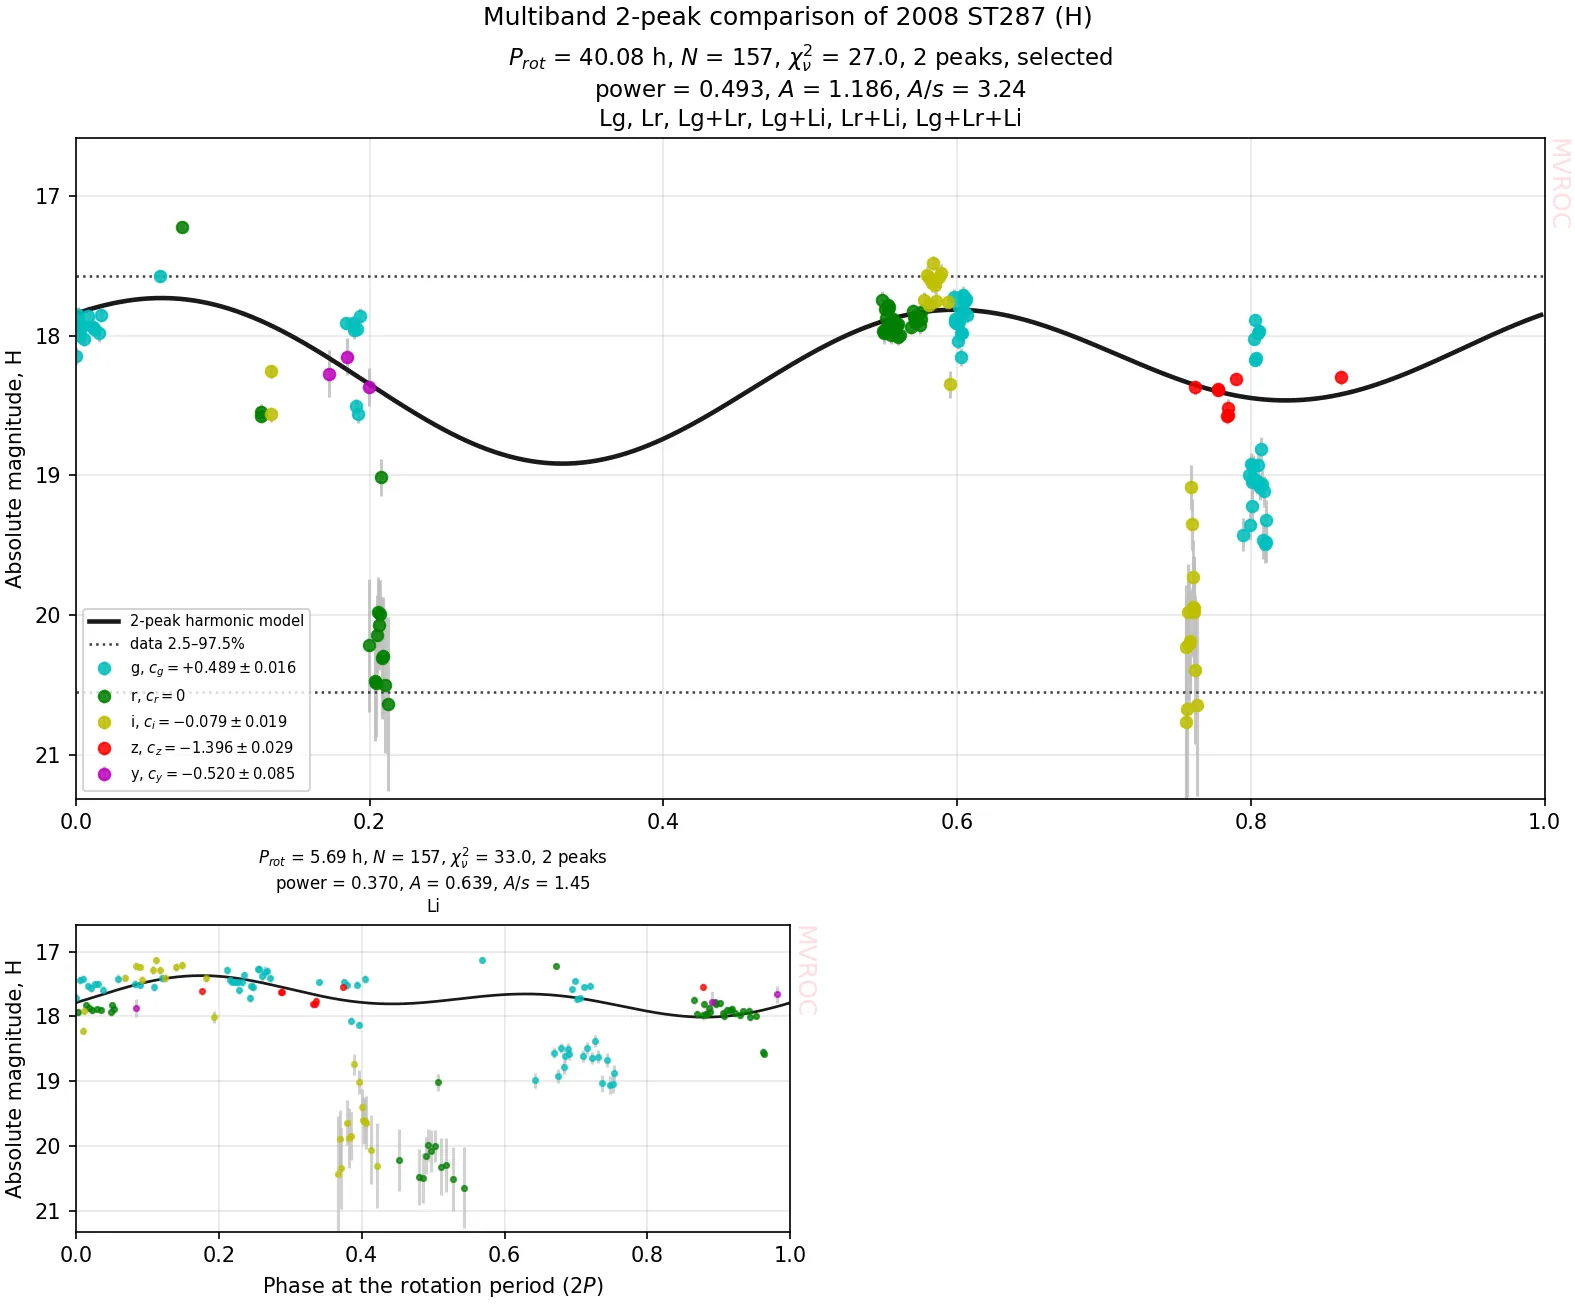 Multiband 2-peak comparison of 2008 ST287 (H)
P_rot = 40.08 h, N = 157, χ²_ν = 27.0, 2 peaks, selected
power = 0.493, A = 1.186, A/s = 3.24
Lg, Lr, Lg+Lr, Lg+Li, Lr+Li, Lg+Lr+Li
MVROC
Absolute magnitude, H
17
18
19
20
21
2-peak harmonic model
data 2.5–97.5%
g, c_g = +0.489 ± 0.016
r, c_r = 0
i, c_i = −0.079 ± 0.019
z, c_z = −1.396 ± 0.029
y, c_y = −0.520 ± 0.085
0.0 0.2 0.4 0.6 0.8 1.0
P_rot = 5.69 h, N = 157, χ²_ν = 33.0, 2 peaks
power = 0.370, A = 0.639, A/s = 1.45
Li
MVROC
Absolute magnitude, H
17
18
19
20
21
0.0 0.2 0.4 0.6 0.8 1.0
Phase at the rotation period (2P)